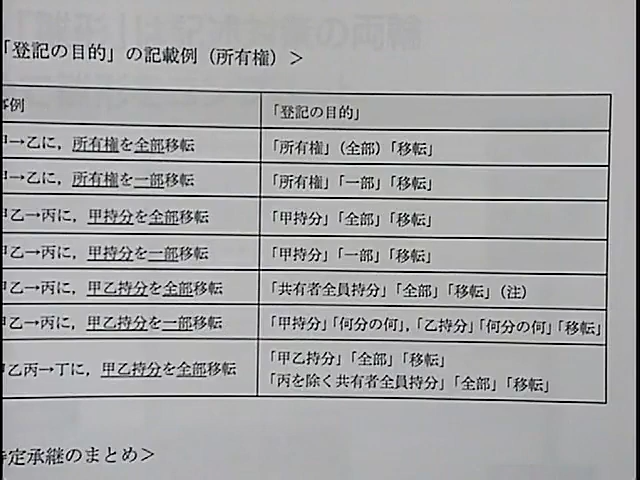 「登記の目的」の記載例（所有権）＞
事例 「登記の目的」
甲→乙に，所有権を全部移転 「所有権」（全部）「移転」
甲→乙に，所有権を一部移転 「所有権」「一部」「移転」
甲乙→丙に，甲持分を全部移転 「甲持分」「全部」「移転」
甲乙→丙に，甲持分を一部移転 「甲持分」「一部」「移転」
甲乙→丙に，甲乙持分を全部移転 「共有者全員持分」「全部」「移転」（注）
甲乙→丙に，甲乙持分を一部移転 「甲持分」「何分の何」，「乙持分」「何分の何」「移転」
甲乙丙→丁に，甲乙持分を全部移転 「甲乙持分」「全部」「移転」
「丙を除く共有者全員持分」「全部」「移転」
特定承継のまとめ＞